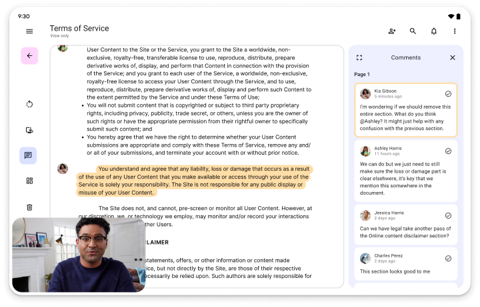 9:30
Terms of Service
View only
User Content to the Site or the Service, you grant to the Site a worldwide, non-
exclusive, royalty-free, transferable license to use, reproduce, distribute, prepare
derivative works of, display, and perform that Content in connection with the provision
of the Service; and you grant to each user of the Service, a worldwide, non-exclusive,
royalty-free license to access your User Content through the Service, and to use,
reproduce, distribute, prepare derivative works of, display and perform such Content to
the extent permitted by the Service and under these Terms of Use;
• You will not submit content that is copyrighted or subject to third party proprietary
rights, including privacy, publicity, trade secret, or others, unless you are the owner of
such rights or have the appropriate permission from their rightful owner to specifically
submit such content; and
• You hereby agree that we have the right to determine whether your User Content
submissions are appropriate and comply with these Terms of Service, remove any and/
or all of your submissions, and terminate your account with or without prior notice.
You understand and agree that any liability, loss or damage that occurs as a result
of the use of any User Content that you make available or access through your use of the
Service is solely your responsibility. The Site is not responsible for any public display or
misuse of your User Content.
The Site does not, and cannot, pre-screen or monitor all User Content. However, at
our discretion, we, or technology we employ, may monitor and/or record your interactions
ther Users.
CLAIMER
statements, offers, or other information or content made
ice, but not directly by the Site, are those of their respective
cessarily be relied upon. Such authors are solely responsible for
Comments
Page 1
Kia Gibson
5 minutes ago
I'm wondering if we should remove this
entire section. What do you think
@Ashley? It might just help with any
confusion with the previous section.
Ashley Harris
11 hours ago
We can do but we just need to still
make sure the loss or damage part is
clear elsehwere, it's key that we
mention this somewhere in the
document.
Jessica Harris
2 days ago
Can we have legal take another pass of
the Online content disclaimer section?
Charles Perez
2 days ago
This section looks good to me